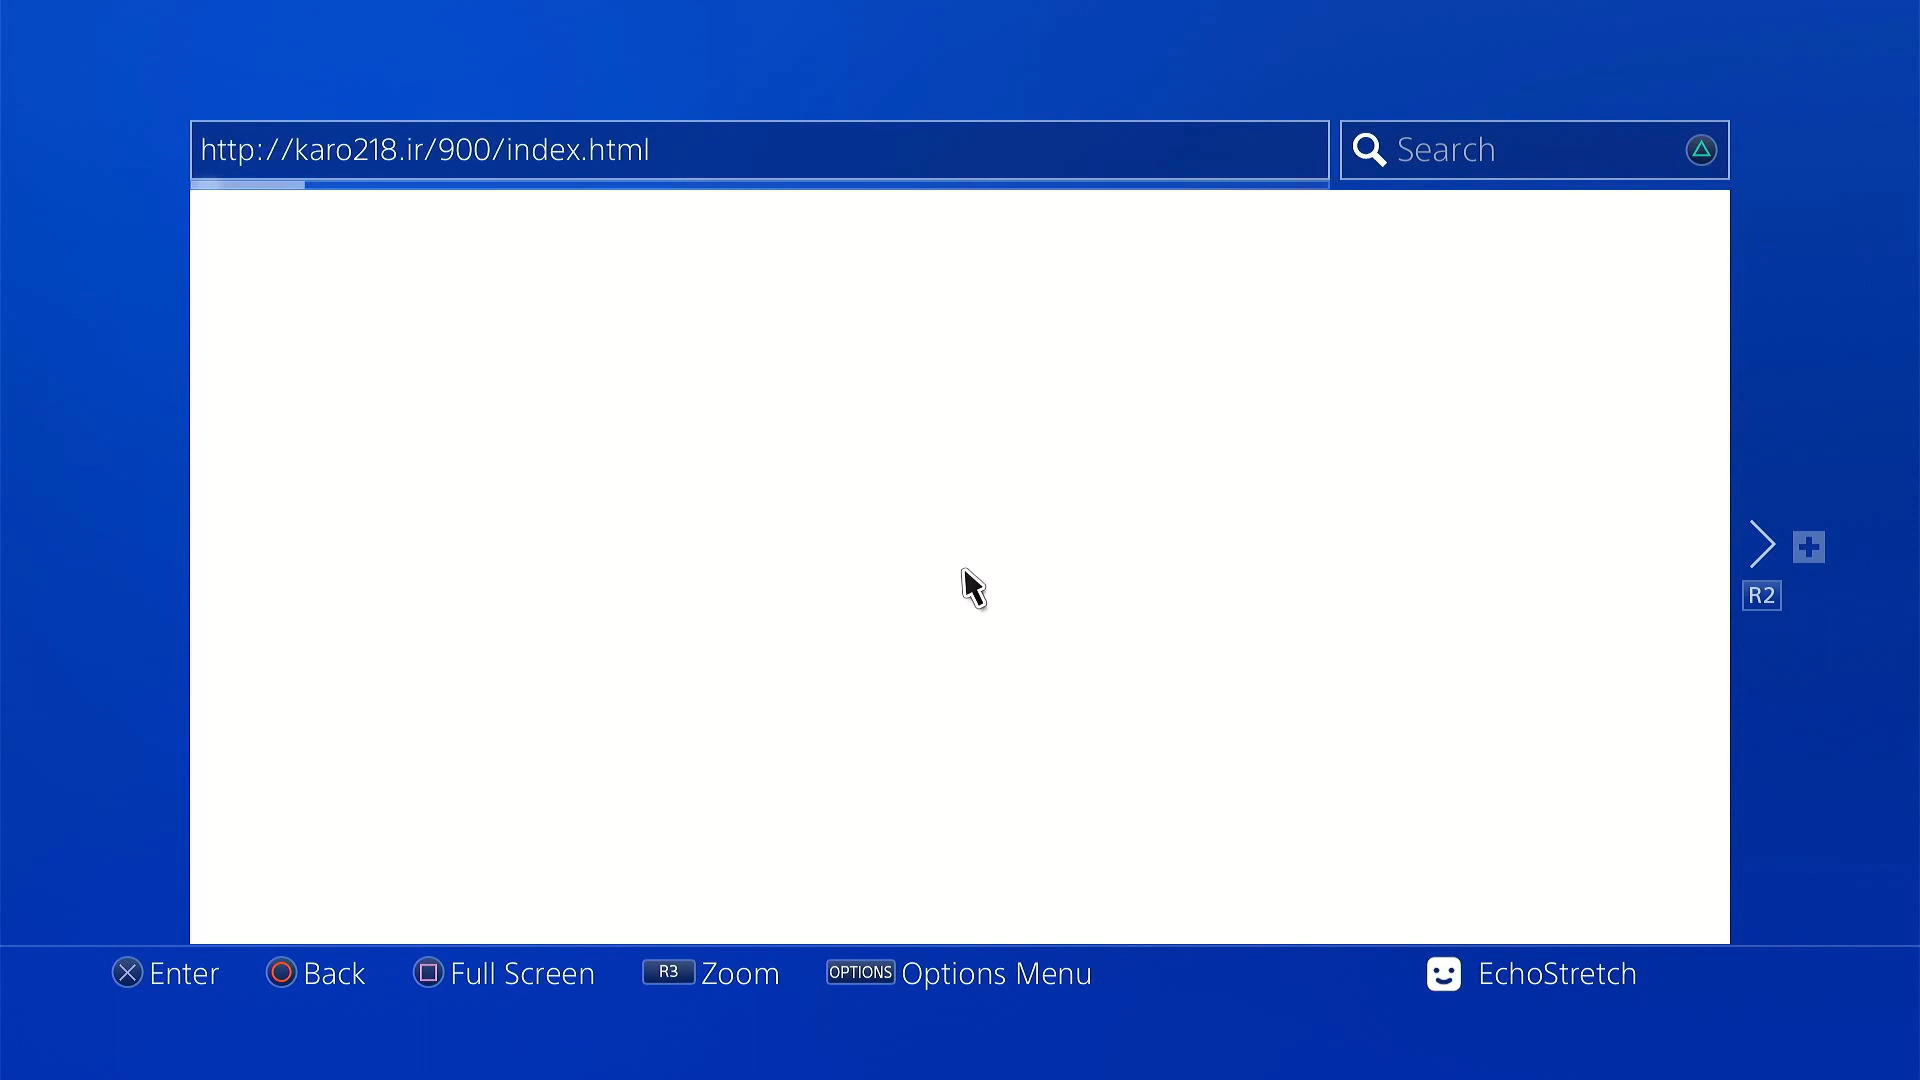 http://karo218.ir/900/index.html
Search
R2
Enter
Back
Full Screen
R3 Zoom
OPTIONS Options Menu
EchoStretch